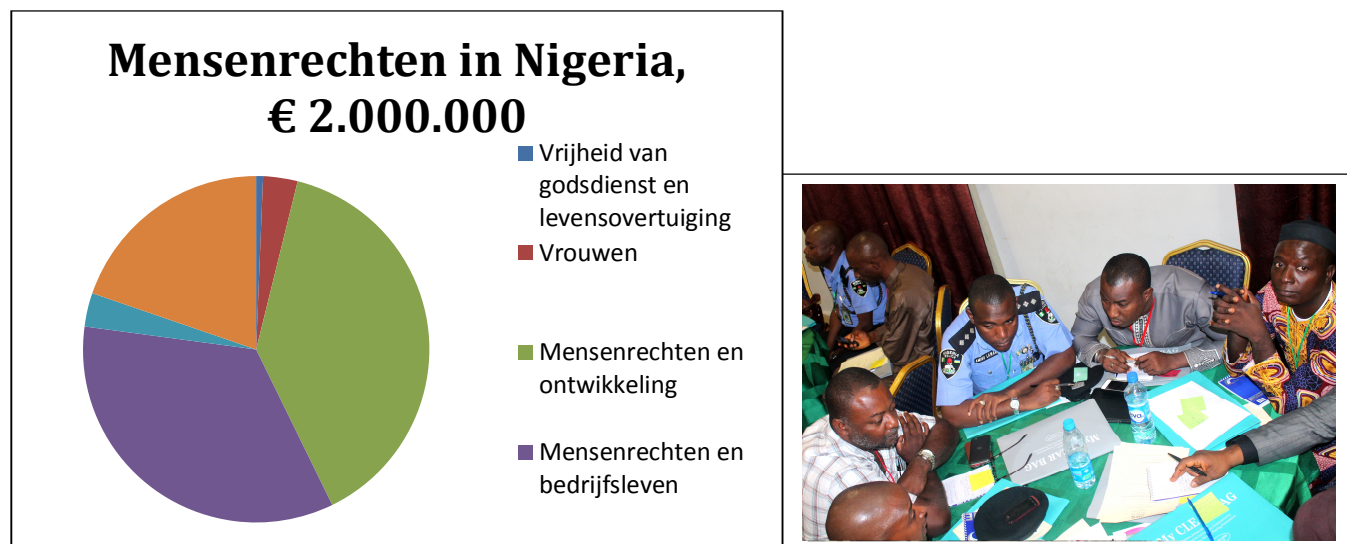 Mensenrechten in Nigeria,
€ 2.000.000
Vrijheid van
godsdienst en
levensovertuiging
Vrouwen
Mensenrechten en
ontwikkeling
Mensenrechten en
bedrijfsleven